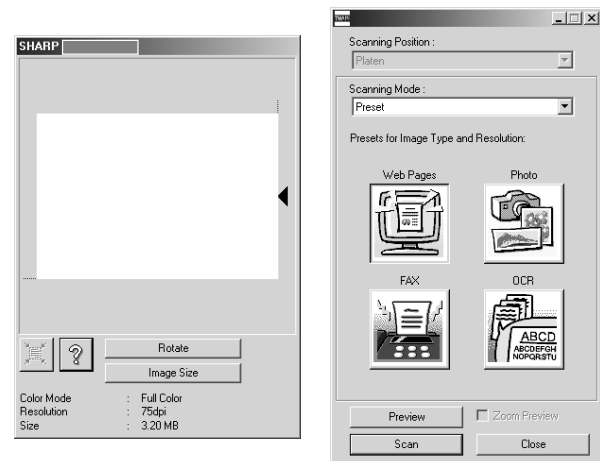 SHARP
Rotate
Image Size
Color Mode : Full Color
Resolution : 75dpi
Size : 3.20 MB
TWAIN
Scanning Position :
Platen
Scanning Mode :
Preset
Presets for Image Type and Resolution:
Web Pages Photo
FAX OCR
ABCD
ABCDEFGH
NOPQRSTU
Preview Zoom Preview
Scan Close